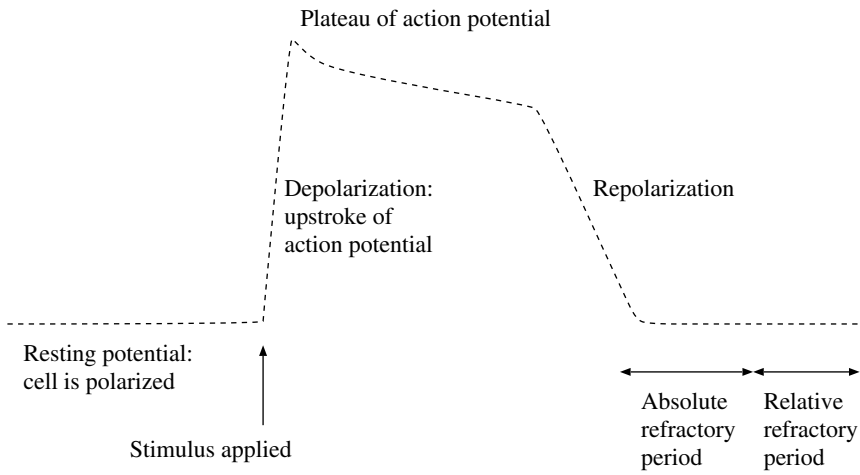 Plateau of action potential
Depolarization:
upstroke of
action potential
Repolarization
Resting potential:
cell is polarized
Stimulus applied
Absolute
refractory
period
Relative
refractory
period